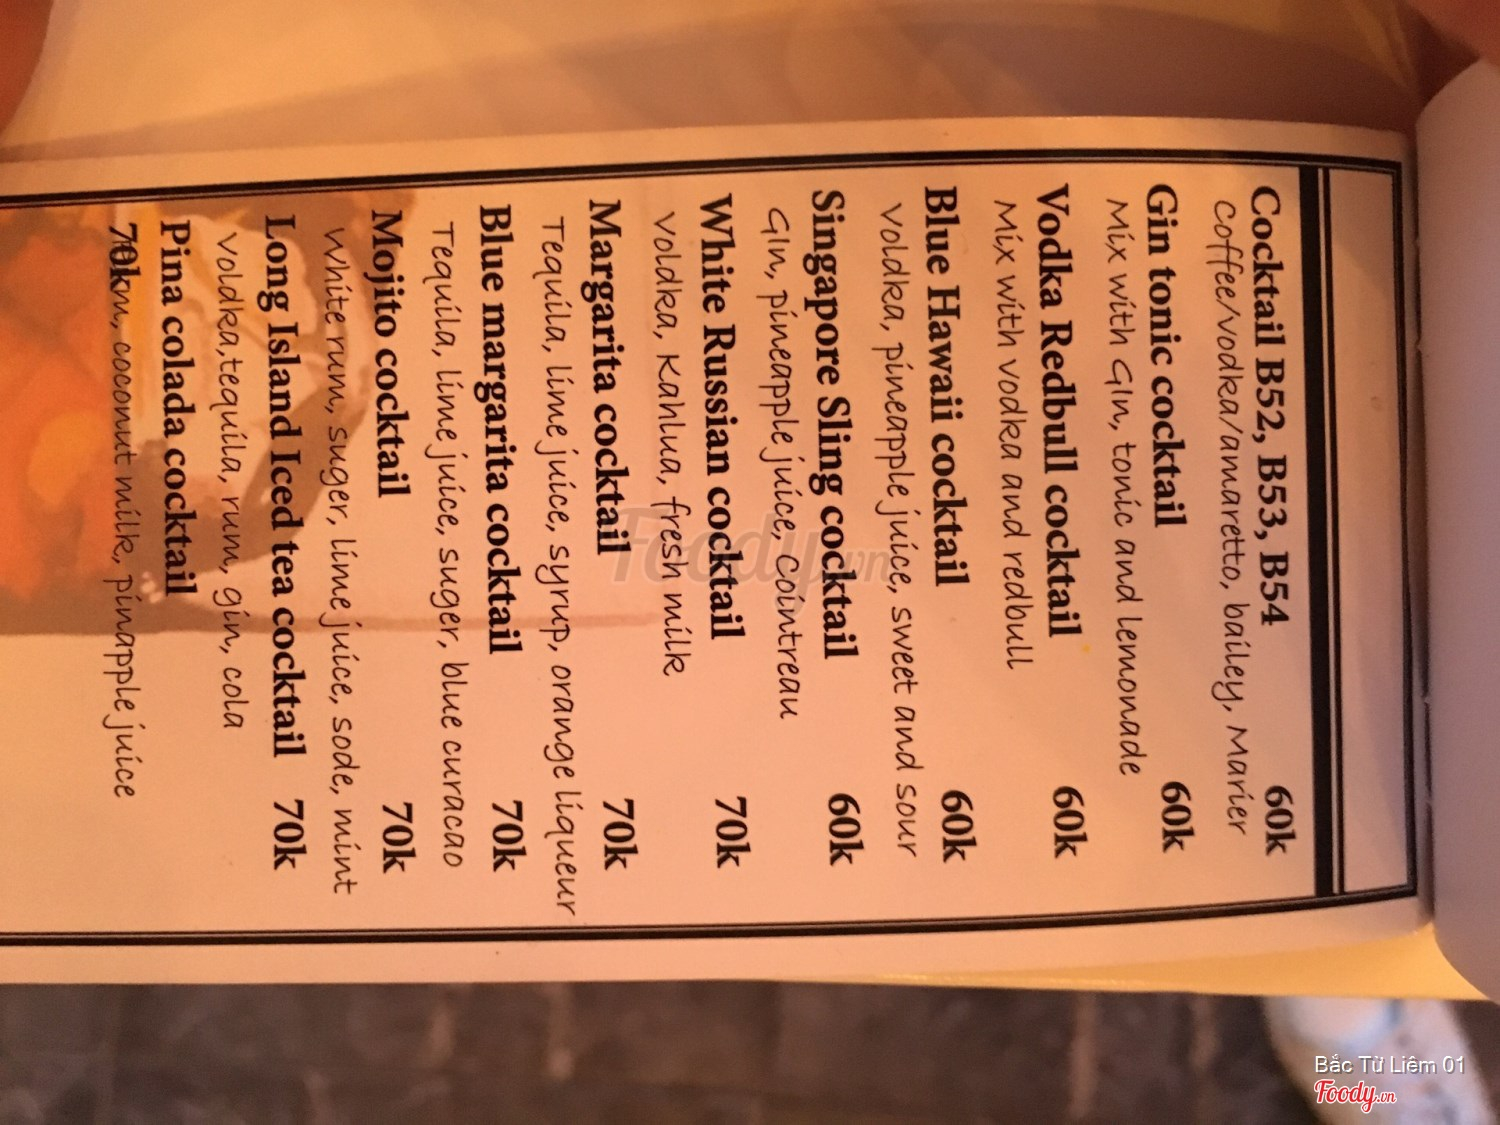 Cocktail B52, B53, B54 60k
Coffee/vodka/amaretto, bailey, Marier
Gin tonic cocktail 60k
Mix with GIn, tonic and lemonade
Vodka Redbull cocktail 60k
Mix with vodka and redbull
Blue Hawaii cocktail 60k
Voldka, pineapple juice, sweet and sour
Singapore Sling cocktail 60k
GIn, pineapple juice, Cointreau
White Russian cocktail 70k
Voldka, Kahlua, fresh milk
Margarita cocktail 70k
Tequila, lime juice, syrup, orange liqueur
Blue margarita cocktail 70k
Tequila, lime juice, suger, blue curacao
Mojito cocktail 70k
White rum, suger, lime juice, sode, mint
Long Island Iced tea cocktail 70k
Voldka,tequila, rum, gin, cola
Pina colada cocktail
70k
coconut milk, pinapple juice
Foody.vn
Bắc Từ Liêm 01
Foody.vn